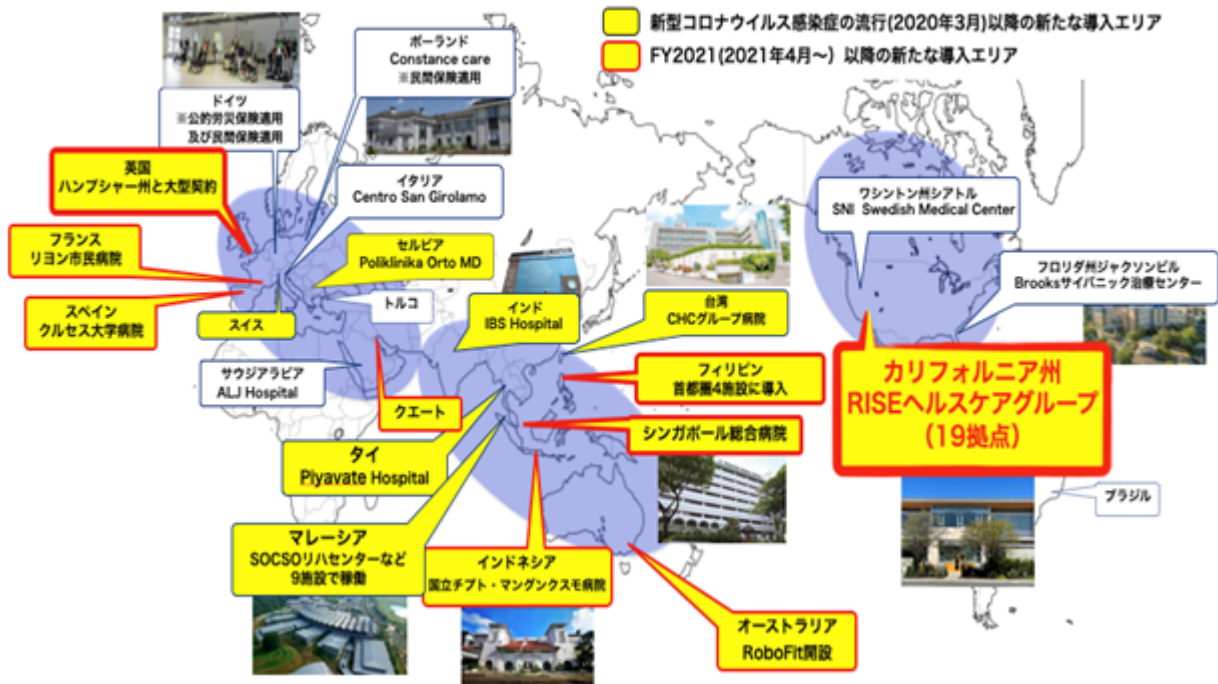 新型コロナウイルス感染症の流行(2020年3月)以降の新たな導入エリア
FY2021(2021年4月〜）以降の新たな導入エリア
ポーランド
Constance care
※民間保険適用
ドイツ
※公的労災保険適用
及び民間保険適用
英国
ハンプシャー州と大型契約
イタリア
Centro San Girolamo
フランス
リヨン市民病院
セルビア
Poliklinika Orto MD
スペイン
クルセス大学病院
スイス
トルコ
インド
IBS Hospital
台湾
CHCグループ病院
ワシントン州シアトル
SNI Swedish Medical Center
フロリダ州ジャクソンビル
Brooksサイバニック治療センター
サウジアラビア
ALJ Hospital
クエート
フィリピン
首都圏4施設に導入
シンガポール総合病院
カリフォルニア州
RISEヘルスケアグループ
（19拠点）
タイ
Piyavate Hospital
ブラジル
マレーシア
SOCSOリハセンターなど
9施設で稼働
インドネシア
国立チプト・マングンクスモ病院
オーストラリア
RoboFit開設